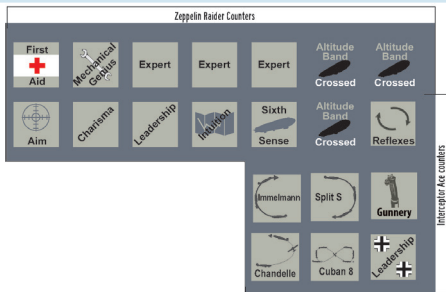 Zeppelin Raider Counters
First
Aid
Mechanical
Genius
Expert
Expert
Expert
Altitude
Band
Crossed
Altitude
Band
Crossed
Aim
Charisma
Leadership
Intuition
Sixth
Sense
Altitude
Band
Crossed
Reflexes
Interceptor Ace counters
Immelmann
Split S
Gunnery
Chandelle
Cuban 8
Leadership